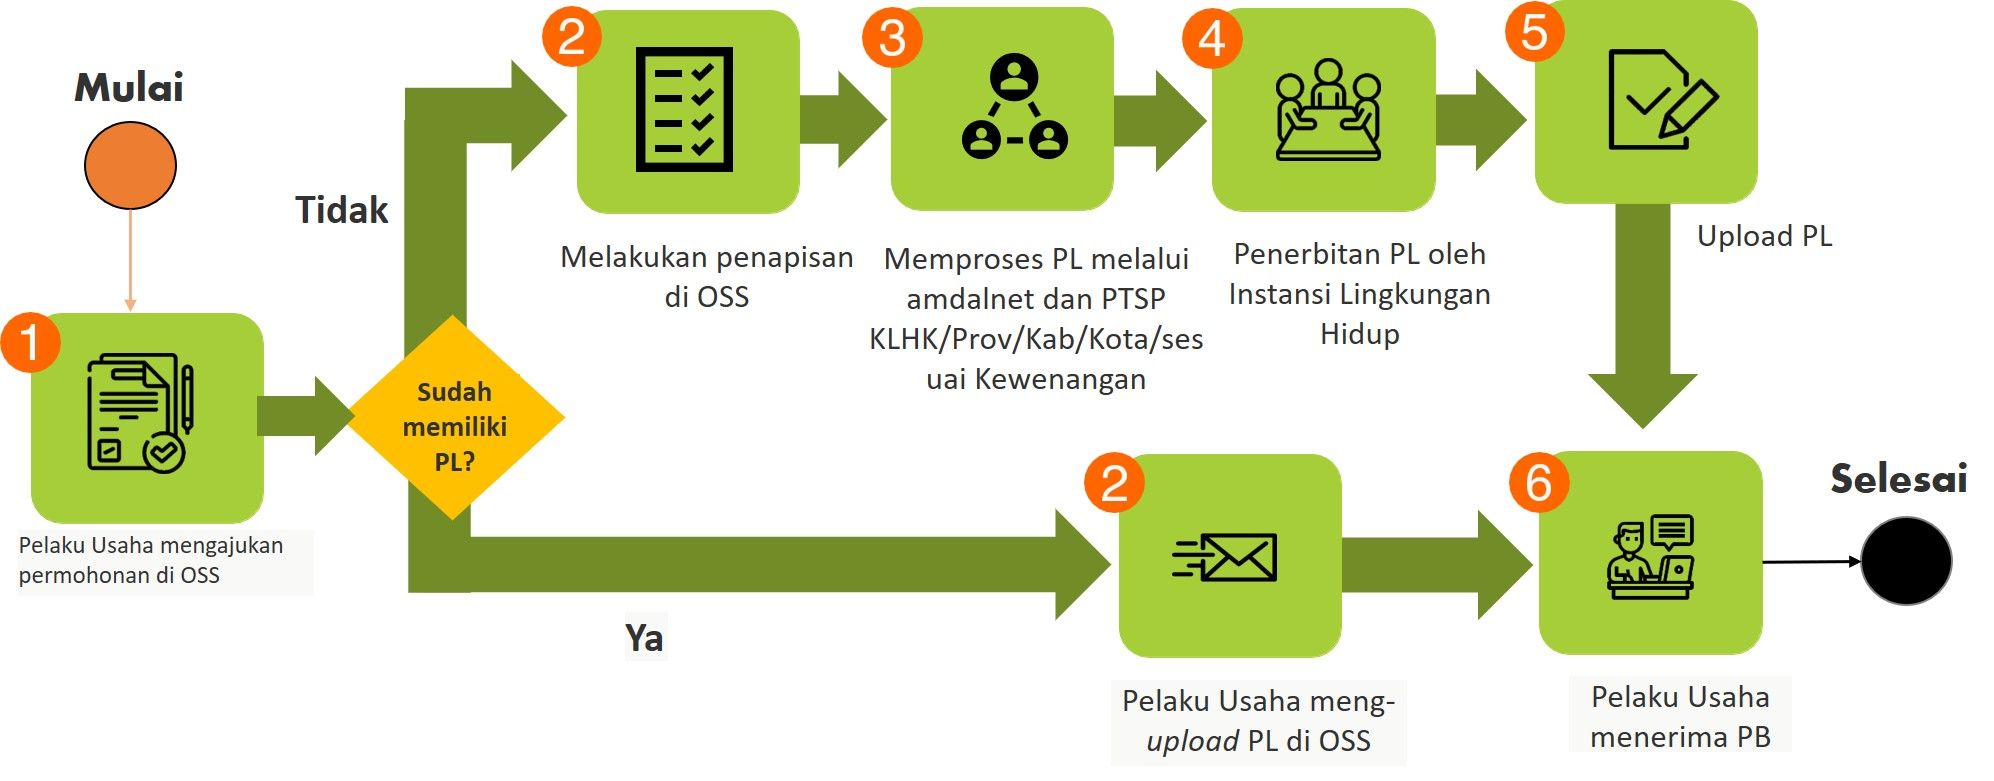 Mulai
1
Pelaku Usaha mengajukan
permohonan di OSS
Sudah
memiliki
PL?
Tidak
2
Melakukan penapisan
di OSS
3
Memproses PL melalui
amdalnet dan PTSP
KLHK/Prov/Kab/Kota/ses
uai Kewenangan
4
Penerbitan PL oleh
Instansi Lingkungan
Hidup
5
Upload PL
Ya
2
Pelaku Usaha meng-
upload PL di OSS
6
Pelaku Usaha
menerima PB
Selesai